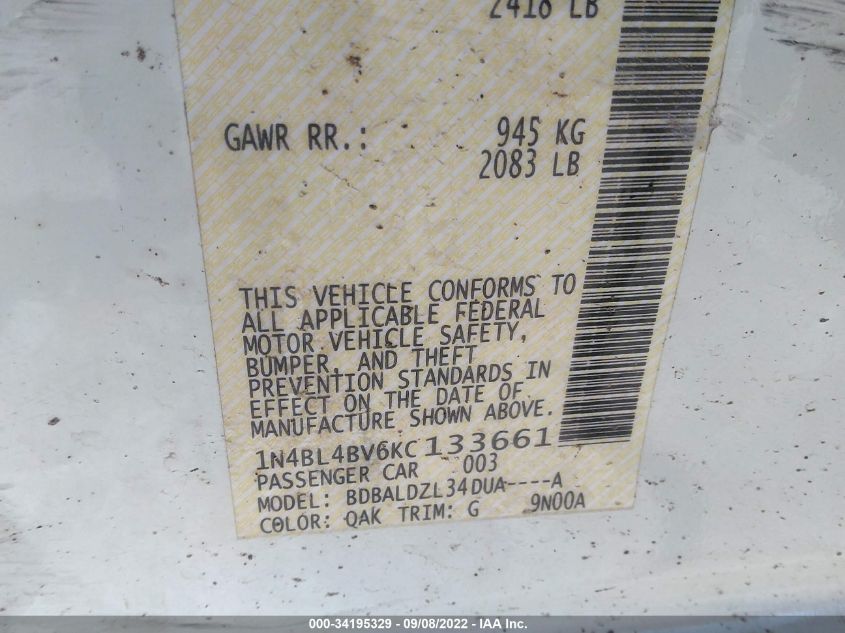 2418 LB
GAWR RR.: 945 KG
2083 LB
THIS VEHICLE CONFORMS TO
ALL APPLICABLE FEDERAL
MOTOR VEHICLE SAFETY,
BUMPER, AND THEFT
PREVENTION STANDARDS IN
EFFECT ON THE DATE OF
MANUFACTURE SHOWN ABOVE.
1N4BL4BV6KC133661
PASSENGER CAR 003
MODEL: BDBALDZL34DUA----A
COLOR: QAK TRIM: G 9N00A
000-34195329 - 09/08/2022 - IAA Inc.